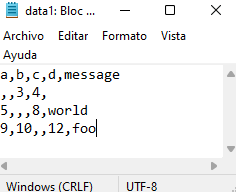 data1: Bloc ...
Archivo Editar Formato Vista
Ayuda
a,b,c,d,message
,,3,4,
5,,,8,world
9,10,,12,foo
Windows (CRLF) UTF-8